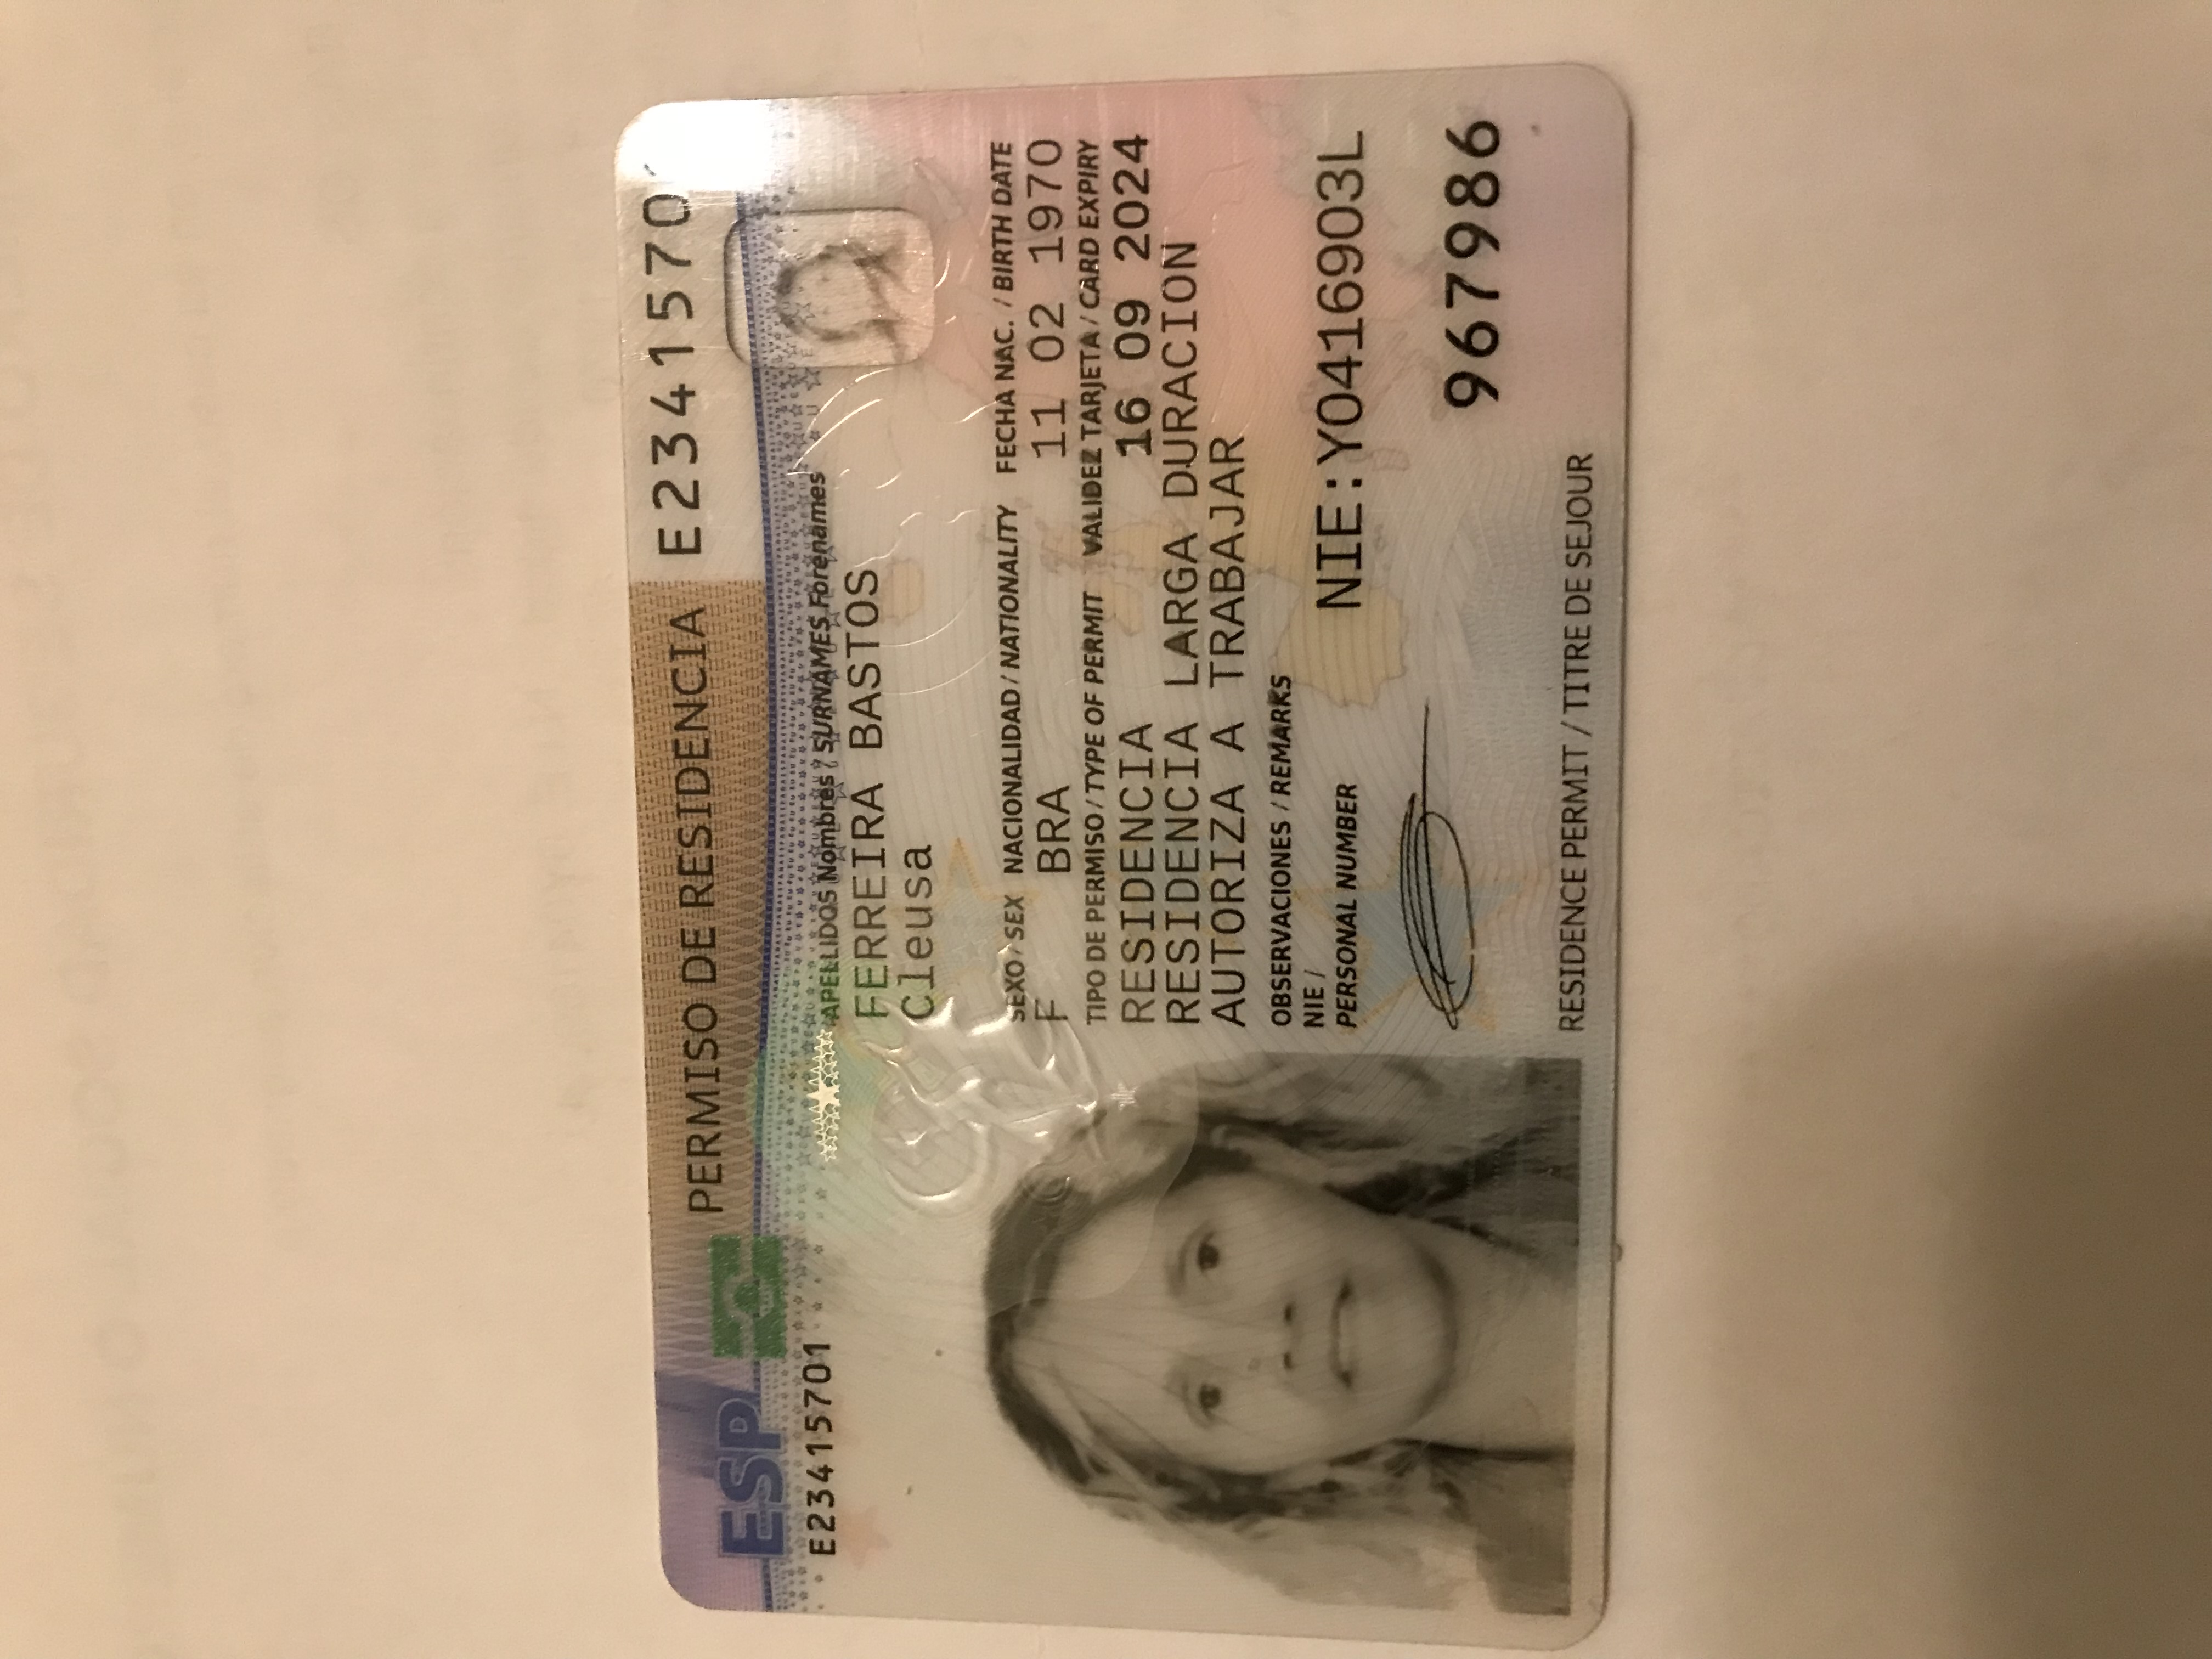 PERMISO DE RESIDENCIA
E2341570
ESP
E23415701
APELLIDOS Nombres / SURNAMES Forenames
FERREIRA BASTOS
Cleusa
SEXO / SEX NACIONALIDAD / NATIONALITY FECHA NAC. / BIRTH DATE
F BRA 11 02 1970
TIPO DE PERMISO / TYPE OF PERMIT VALIDEZ TARJETA / CARD EXPIRY
RESIDENCIA 16 09 2024
RESIDENCIA LARGA DURACION
AUTORIZA A TRABAJAR
OBSERVACIONES / REMARKS
NIE /
PERSONAL NUMBER
NIE:Y0416903L
967986
RESIDENCE PERMIT / TITRE DE SEJOUR